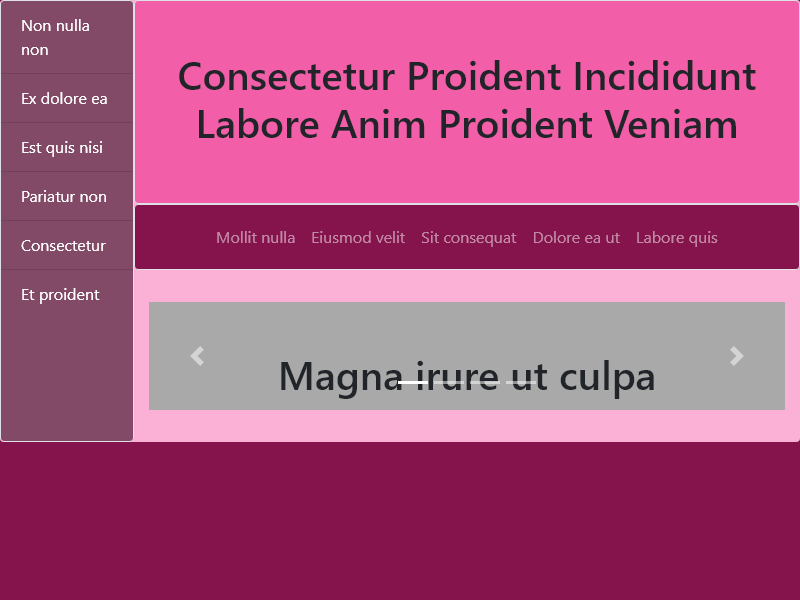 Non nulla
non
Ex dolore ea
Est quis nisi
Pariatur non
Consectetur
Et proident
Consectetur Proident Incididunt
Labore Anim Proident Veniam
Mollit nulla Eiusmod velit Sit consequat Dolore ea ut Labore quis
Magna irure ut culpa